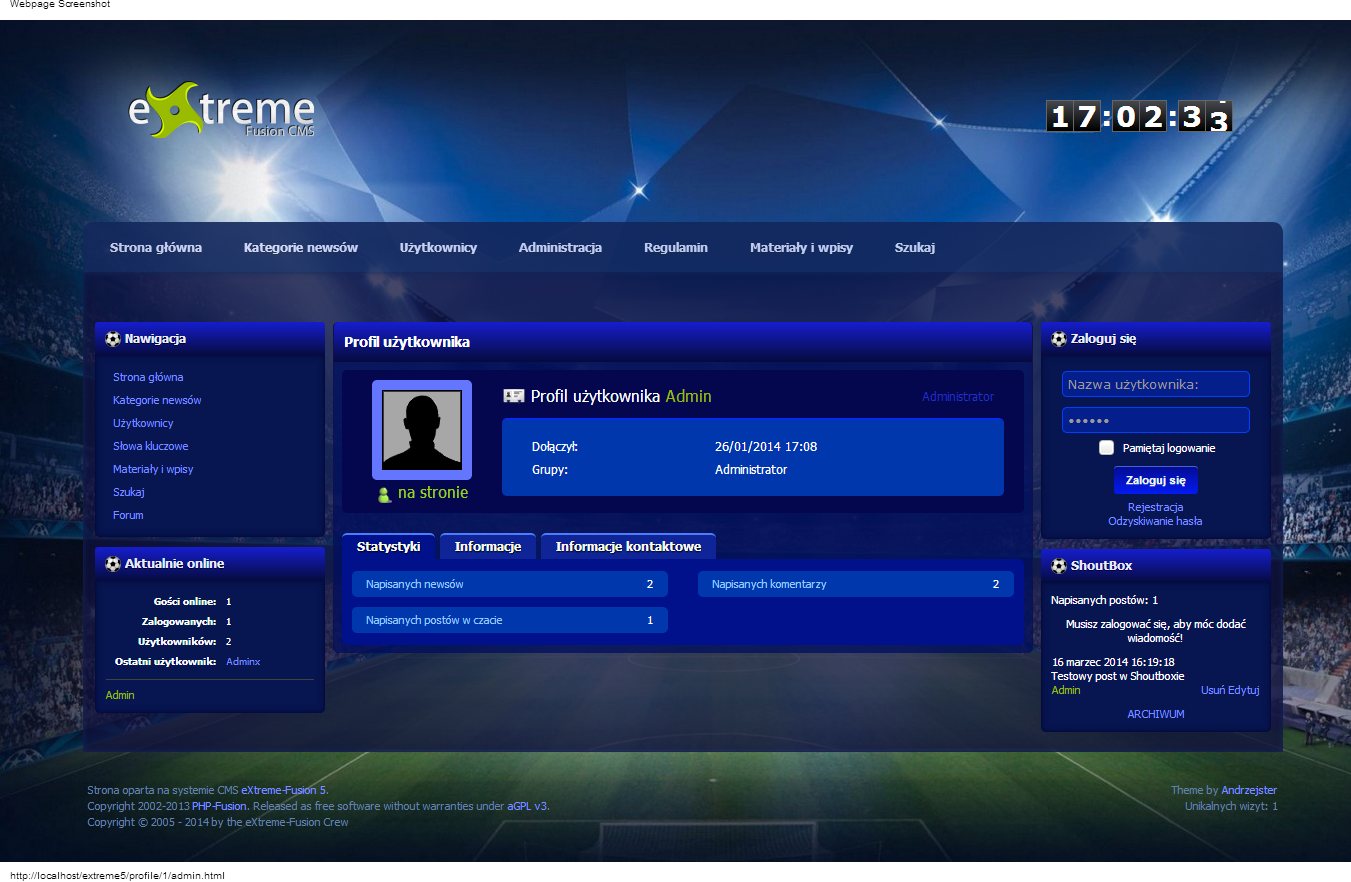 Webpage Screenshot
eXtreme
Fusion CMS
17:02:33
Strona główna Kategorie newsów Użytkownicy Administracja Regulamin Materiały i wpisy Szukaj
Nawigacja
Strona główna
Kategorie newsów
Użytkownicy
Słowa kluczowe
Materiały i wpisy
Szukaj
Forum
Aktualnie online
Gości online: 1
Zalogowanych: 1
Użytkowników: 2
Ostatni użytkownik: Adminx
Admin
Profil użytkownika
Profil użytkownika Admin
Administrator
na stronie
Dołączył: 26/01/2014 17:08
Grupy: Administrator
Statystyki Informacje Informacje kontaktowe
Napisanych newsów 2
Napisanych komentarzy 2
Napisanych postów w czacie 1
Zaloguj się
Nazwa użytkownika:
••••••
Pamiętaj logowanie
Zaloguj się
Rejestracja
Odzyskiwanie hasła
ShoutBox
Napisanych postów: 1
Musisz zalogować się, aby móc dodać
wiadomość!
16 marzec 2014 16:19:18
Testowy post w Shoutboxie
Admin Usuń Edytuj
ARCHIWUM
Strona oparta na systemie CMS eXtreme-Fusion 5.
Copyright 2002-2013 PHP-Fusion. Released as free software without warranties under aGPL v3.
Copyright © 2005 - 2014 by the eXtreme-Fusion Crew
Theme by Andrzejster
Unikalnych wizyt: 1
http://localhost/extreme5/profile/1/admin.html